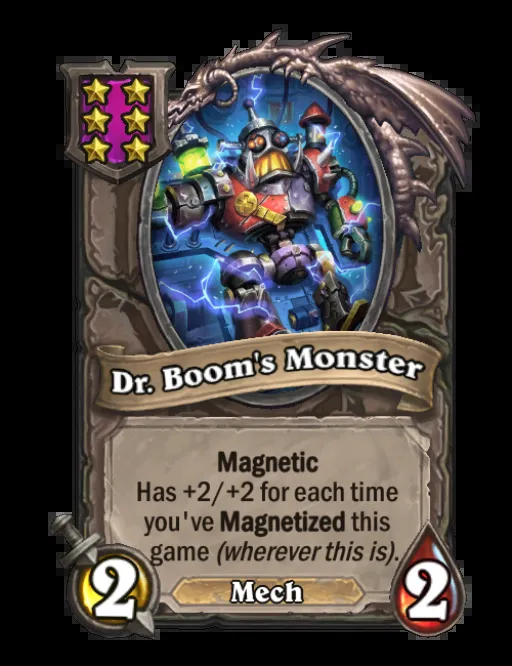 Dr. Boom's Monster
Magnetic
Has +2/+2 for each time
you've Magnetized this
game (wherever this is).
Mech
2
2